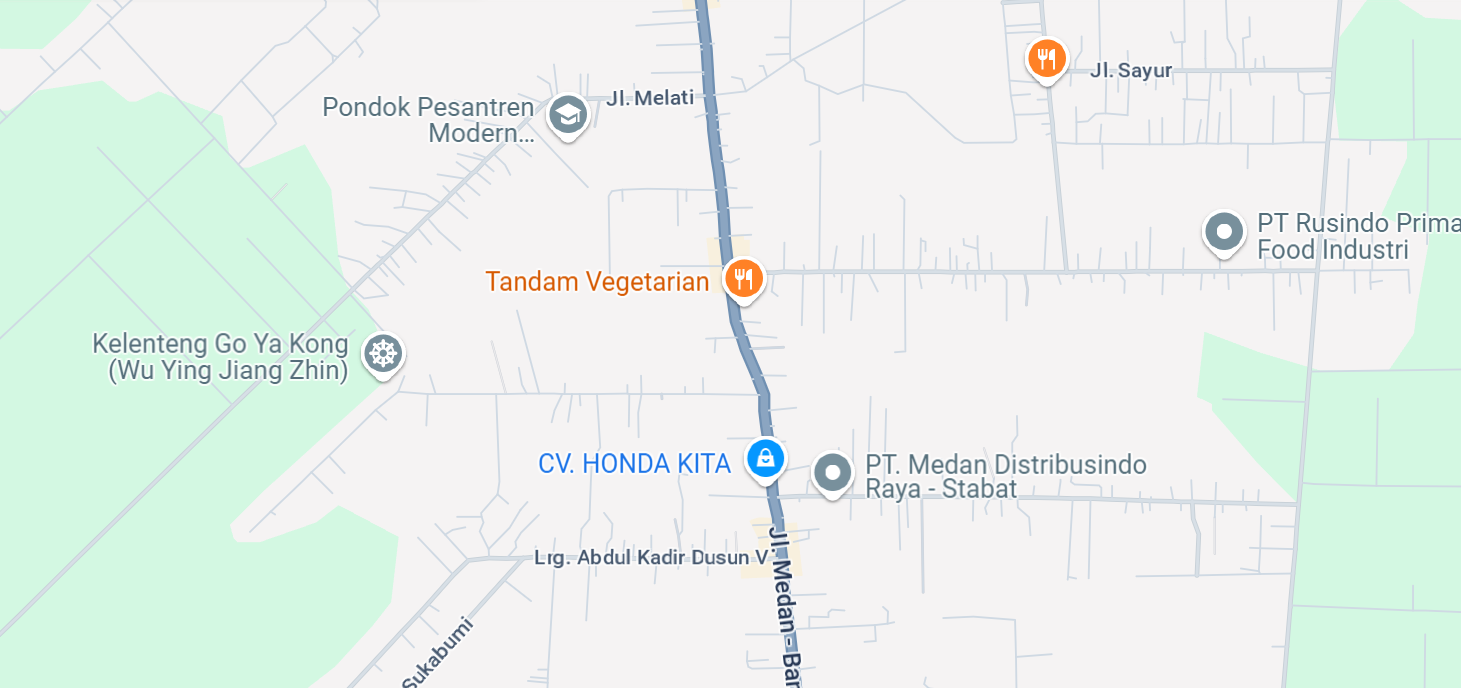 Jl. Sayur
Jl. Melati
Pondok Pesantren
Modern...
PT Rusindo Prima
Food Industri
Tandam Vegetarian
Kelenteng Go Ya Kong
(Wu Ying Jiang Zhin)
CV. HONDA KITA
PT. Medan Distribusindo
Raya - Stabat
Lrg. Abdul Kadir Dusun V
Jl. Medan - Bar
Sukabumi